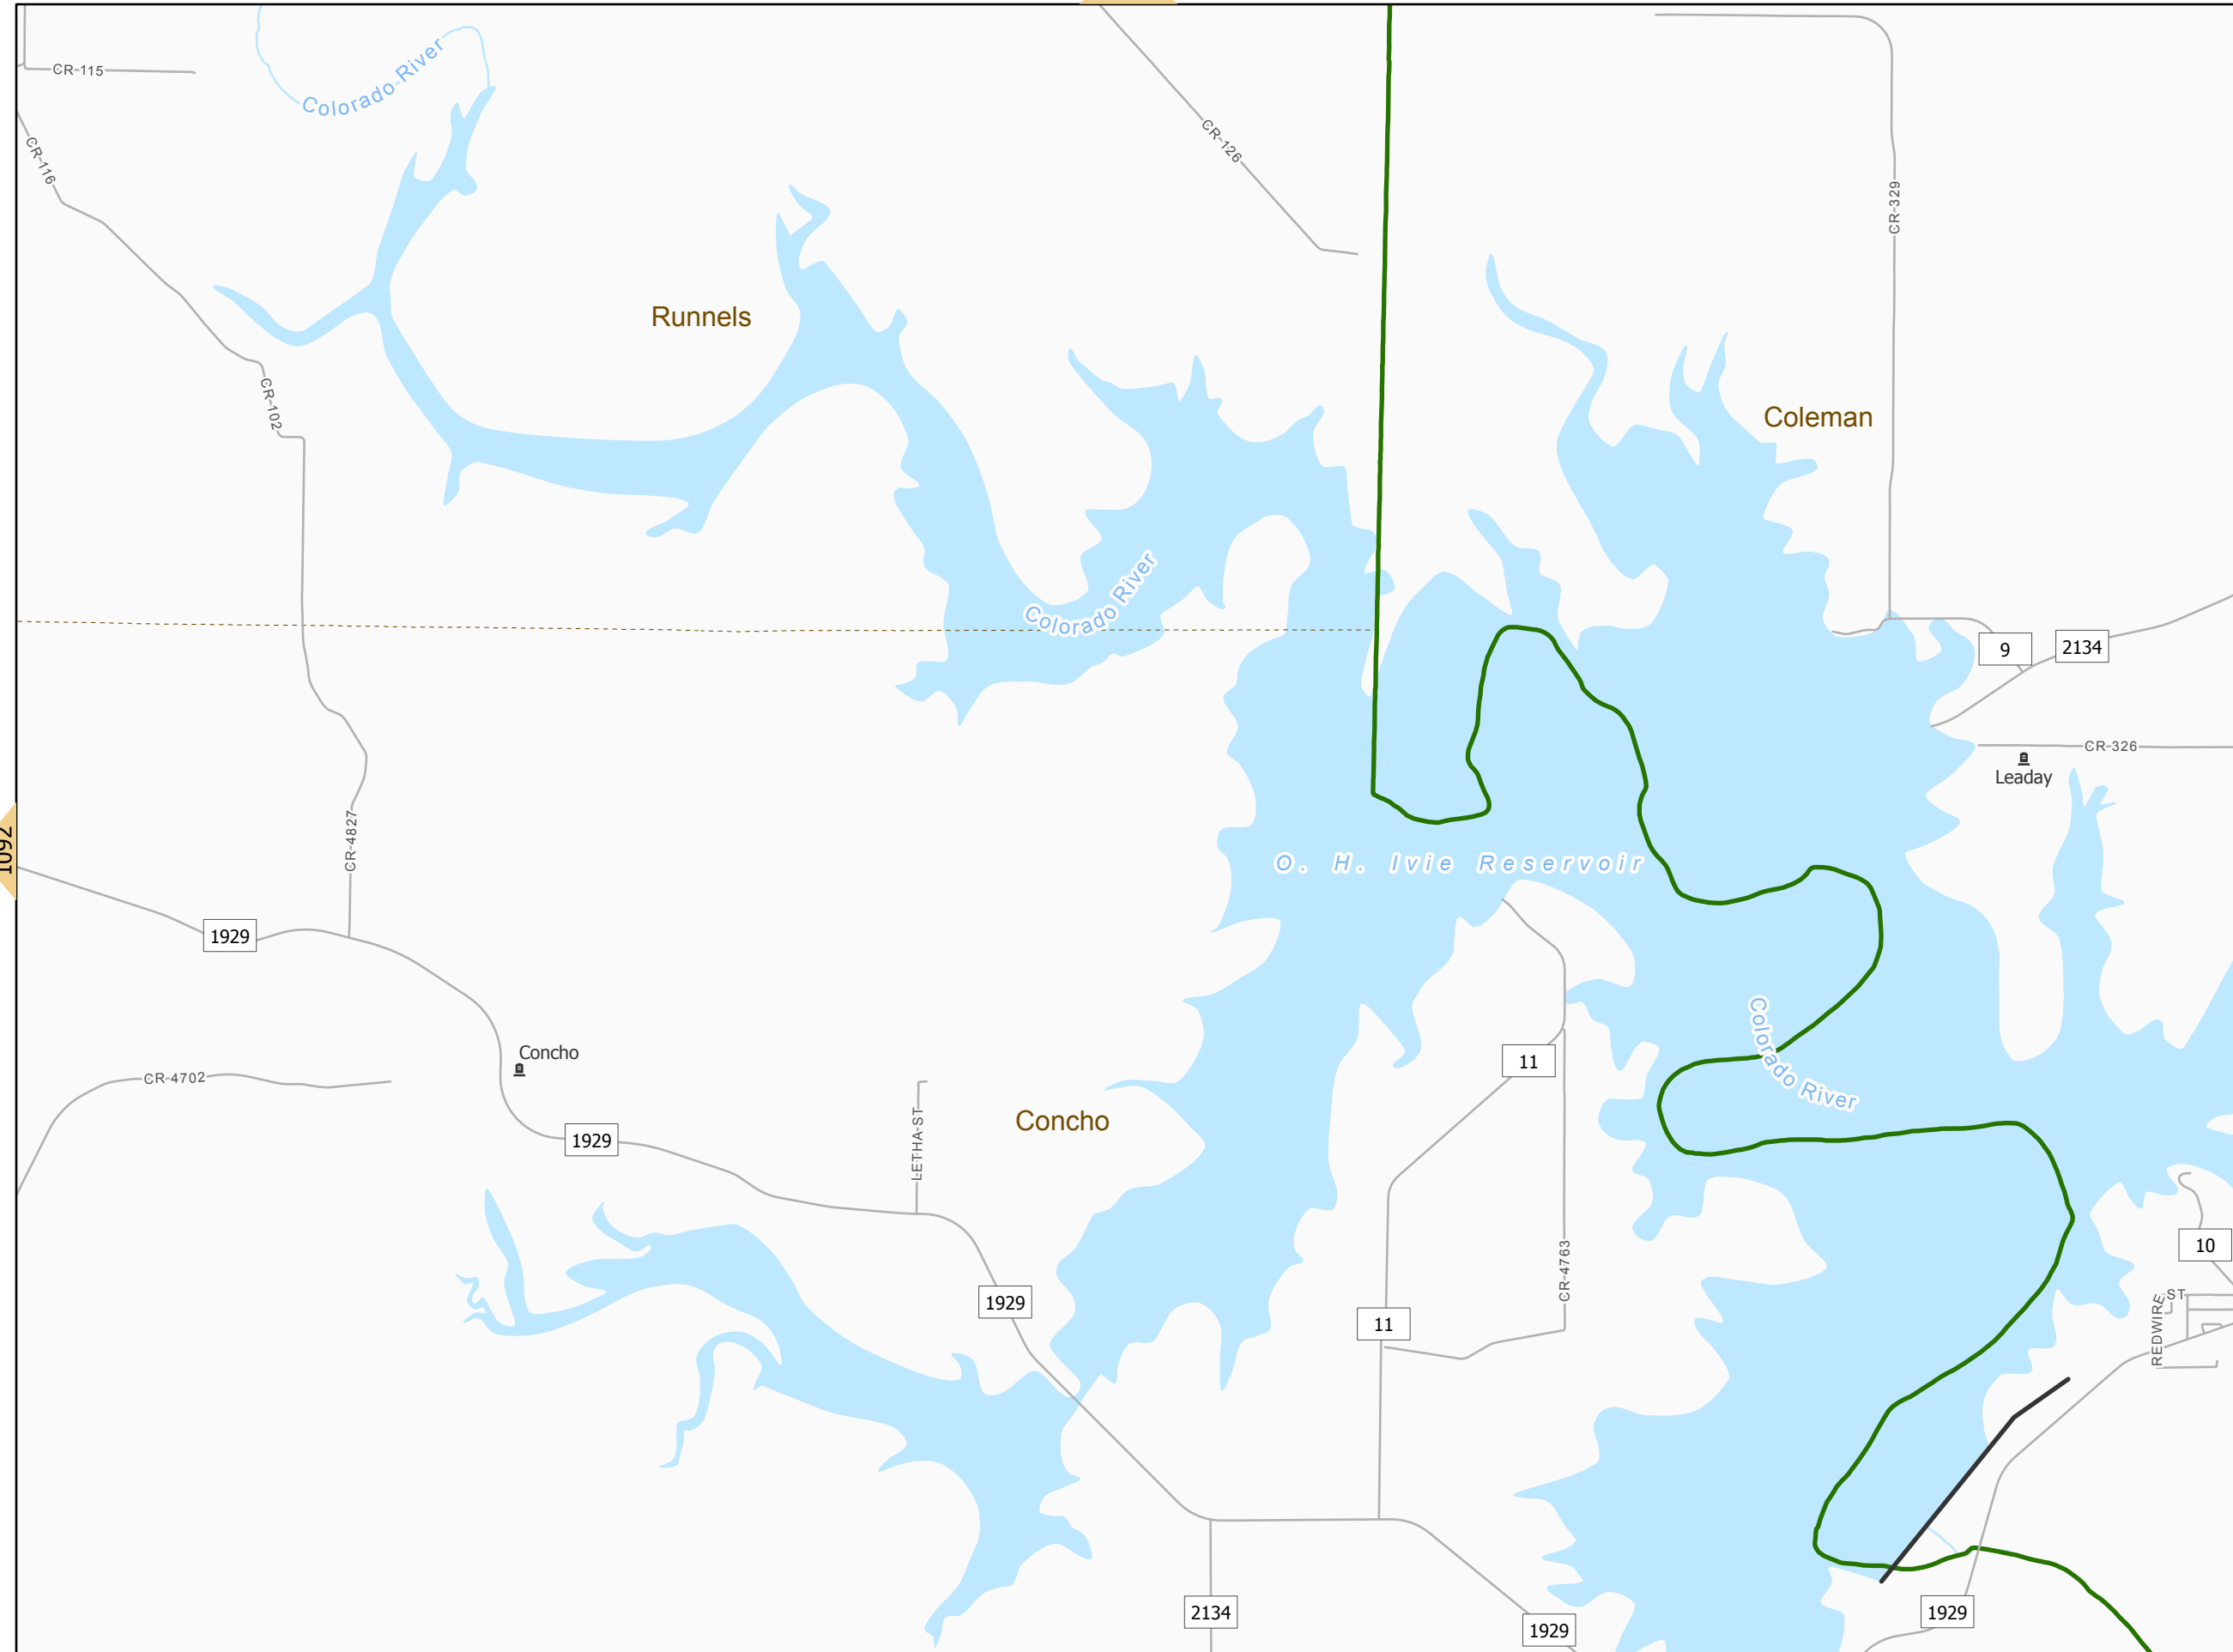 Colorado-River
CR-115
CR-116
CR-126
CR-329
Runnels
CR-102
Coleman
Colorado River
9
2134
CR-326
Leaday
1092
CR-4827
O. H. Ivie Reservoir
1929
Colorado River
Concho
11
CR-4702
Concho
LETHA-ST
1929
CR-4763
10
REDWIRE
ST
1929
11
2134
1929
1929